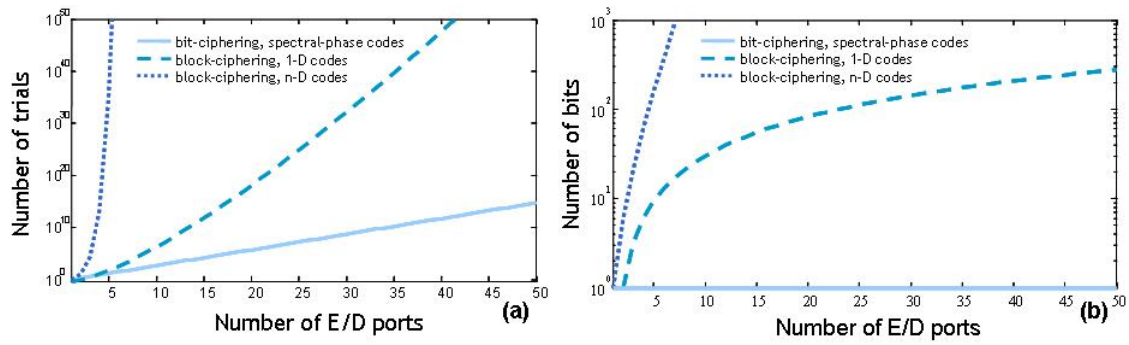 10^50
10^40
10^30
10^20
10^10
10^0
Number of trials
bit-ciphering, spectral-phase codes
block-ciphering, 1-D codes
block-ciphering, n-D codes
5 10 15 20 25 30 35 40 45 50
Number of E/D ports
(a)
10^3
10^2
10^1
10^0
Number of bits
bit-ciphering, spectral-phase codes
block-ciphering, 1-D codes
block-ciphering, n-D codes
5 10 15 20 25 30 35 40 45 50
Number of E/D ports
(b)